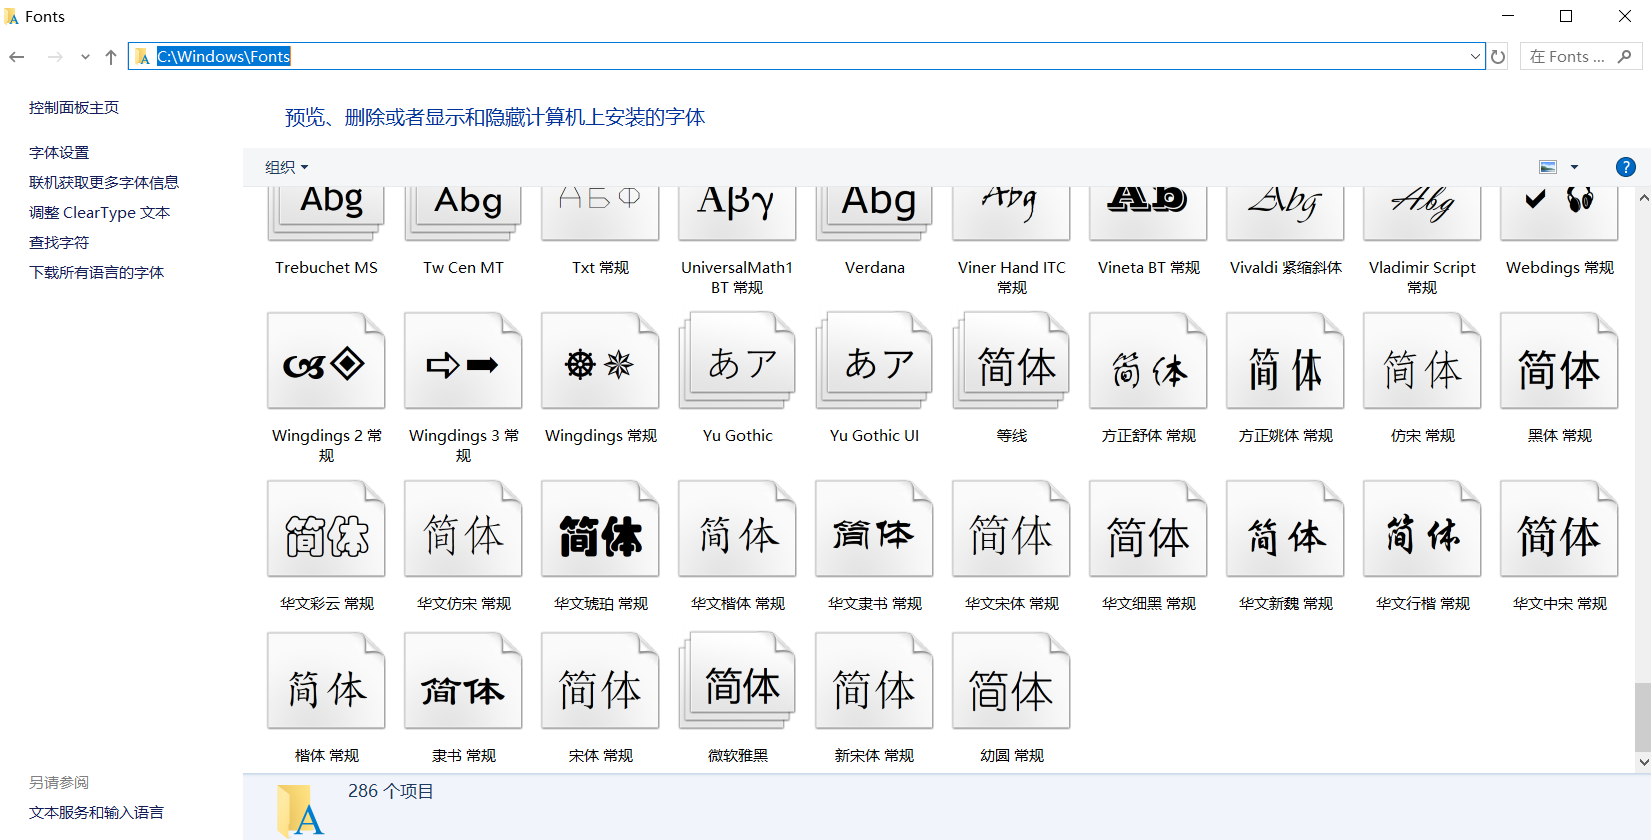 Fonts
C:\Windows\Fonts
在 Fonts ...
控制面板主页
字体设置
联机获取更多字体信息
调整 ClearType 文本
查找字符
下载所有语言的字体
另请参阅
文本服务和输入语言
预览、删除或者显示和隐藏计算机上安装的字体
组织
?
Abg
Abg
АБФ
Αβγ
Abg
Abg
Ab
Abg
Abg
Trebuchet MS
Tw Cen MT
Txt 常规
UniversalMath1
BT 常规
Verdana
Viner Hand ITC
常规
Vineta BT 常规
Vivaldi 紧缩斜体
Vladimir Script
常规
Webdings 常规
あア
あア
简体
简体
简体
简体
简体
Wingdings 2 常
规
Wingdings 3 常
规
Wingdings 常规
Yu Gothic
Yu Gothic UI
等线
方正舒体 常规
方正姚体 常规
仿宋 常规
黑体 常规
简体
简体
简体
简体
简体
简体
简体
简体
简体
简体
华文彩云 常规
华文仿宋 常规
华文琥珀 常规
华文楷体 常规
华文隶书 常规
华文宋体 常规
华文细黑 常规
华文新魏 常规
华文行楷 常规
华文中宋 常规
简体
简体
简体
简体
简体
简体
楷体 常规
隶书 常规
宋体 常规
微软雅黑
新宋体 常规
幼圆 常规
286 个项目